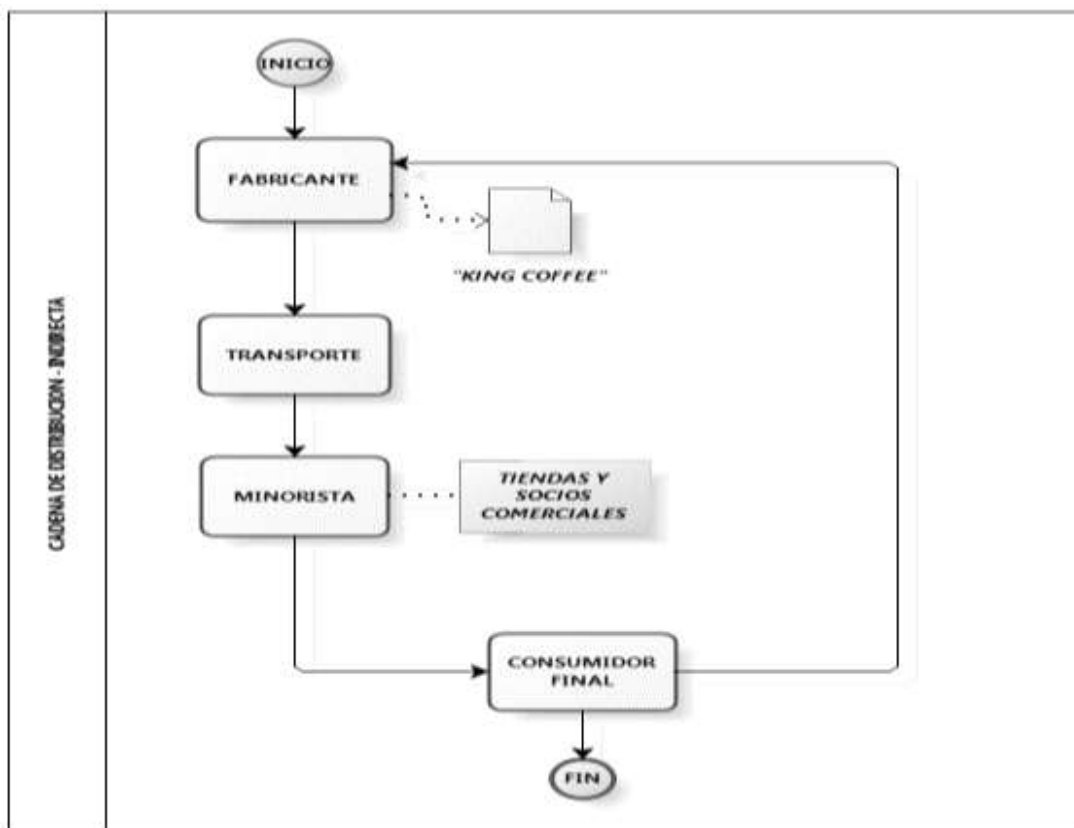 CADENA DE DISTRIBUCION - INDIRECTA
INICIO
FABRICANTE
"KING COFFEE"
TRANSPORTE
MINORISTA
TIENDAS Y
SOCIOS
COMERCIALES
CONSUMIDOR
FINAL
FIN